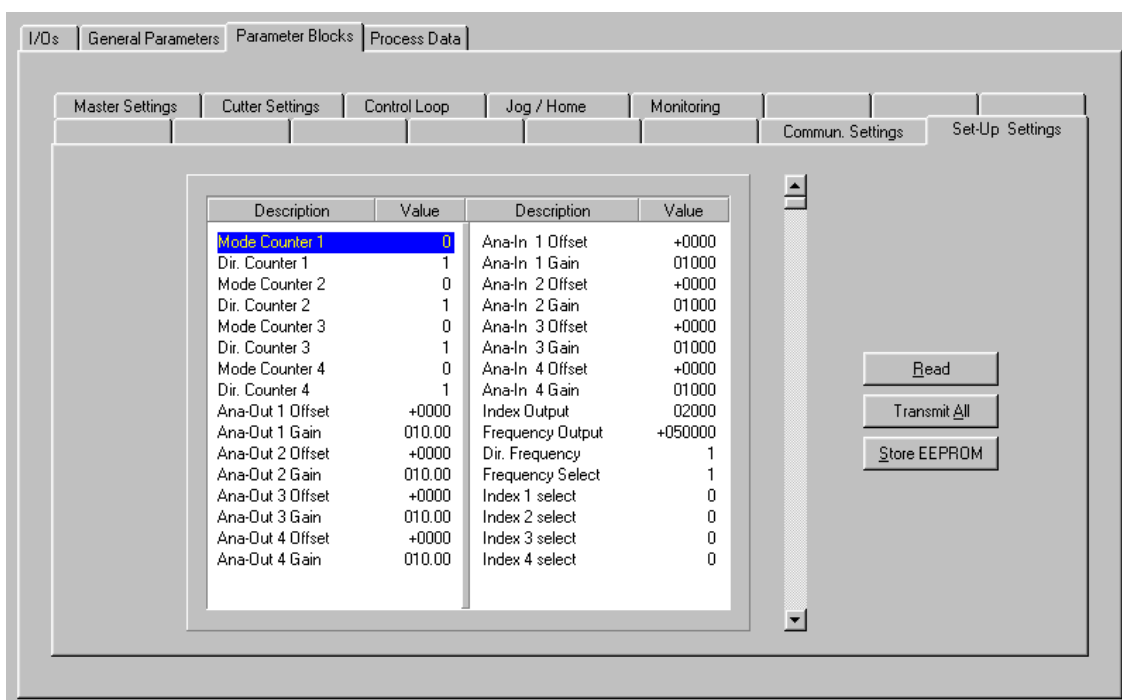 I/Os General Parameters Parameter Blocks Process Data
Master Settings Cutter Settings Control Loop Jog / Home Monitoring
Commun. Settings Set-Up Settings
Description Value Description Value
Mode Counter 1 0 Ana-In 1 Offset +0000
Dir. Counter 1 1 Ana-In 1 Gain 01000
Mode Counter 2 0 Ana-In 2 Offset +0000
Dir. Counter 2 1 Ana-In 2 Gain 01000
Mode Counter 3 0 Ana-In 3 Offset +0000
Dir. Counter 3 1 Ana-In 3 Gain 01000
Mode Counter 4 0 Ana-In 4 Offset +0000
Dir. Counter 4 1 Ana-In 4 Gain 01000
Ana-Out 1 Offset +0000 Index Output 02000
Ana-Out 1 Gain 010.00 Frequency Output +050000
Ana-Out 2 Offset +0000 Dir. Frequency 1
Ana-Out 2 Gain 010.00 Frequency Select 1
Ana-Out 3 Offset +0000 Index 1 select 0
Ana-Out 3 Gain 010.00 Index 2 select 0
Ana-Out 4 Offset +0000 Index 3 select 0
Ana-Out 4 Gain 010.00 Index 4 select 0
Read
Transmit All
Store EEPROM